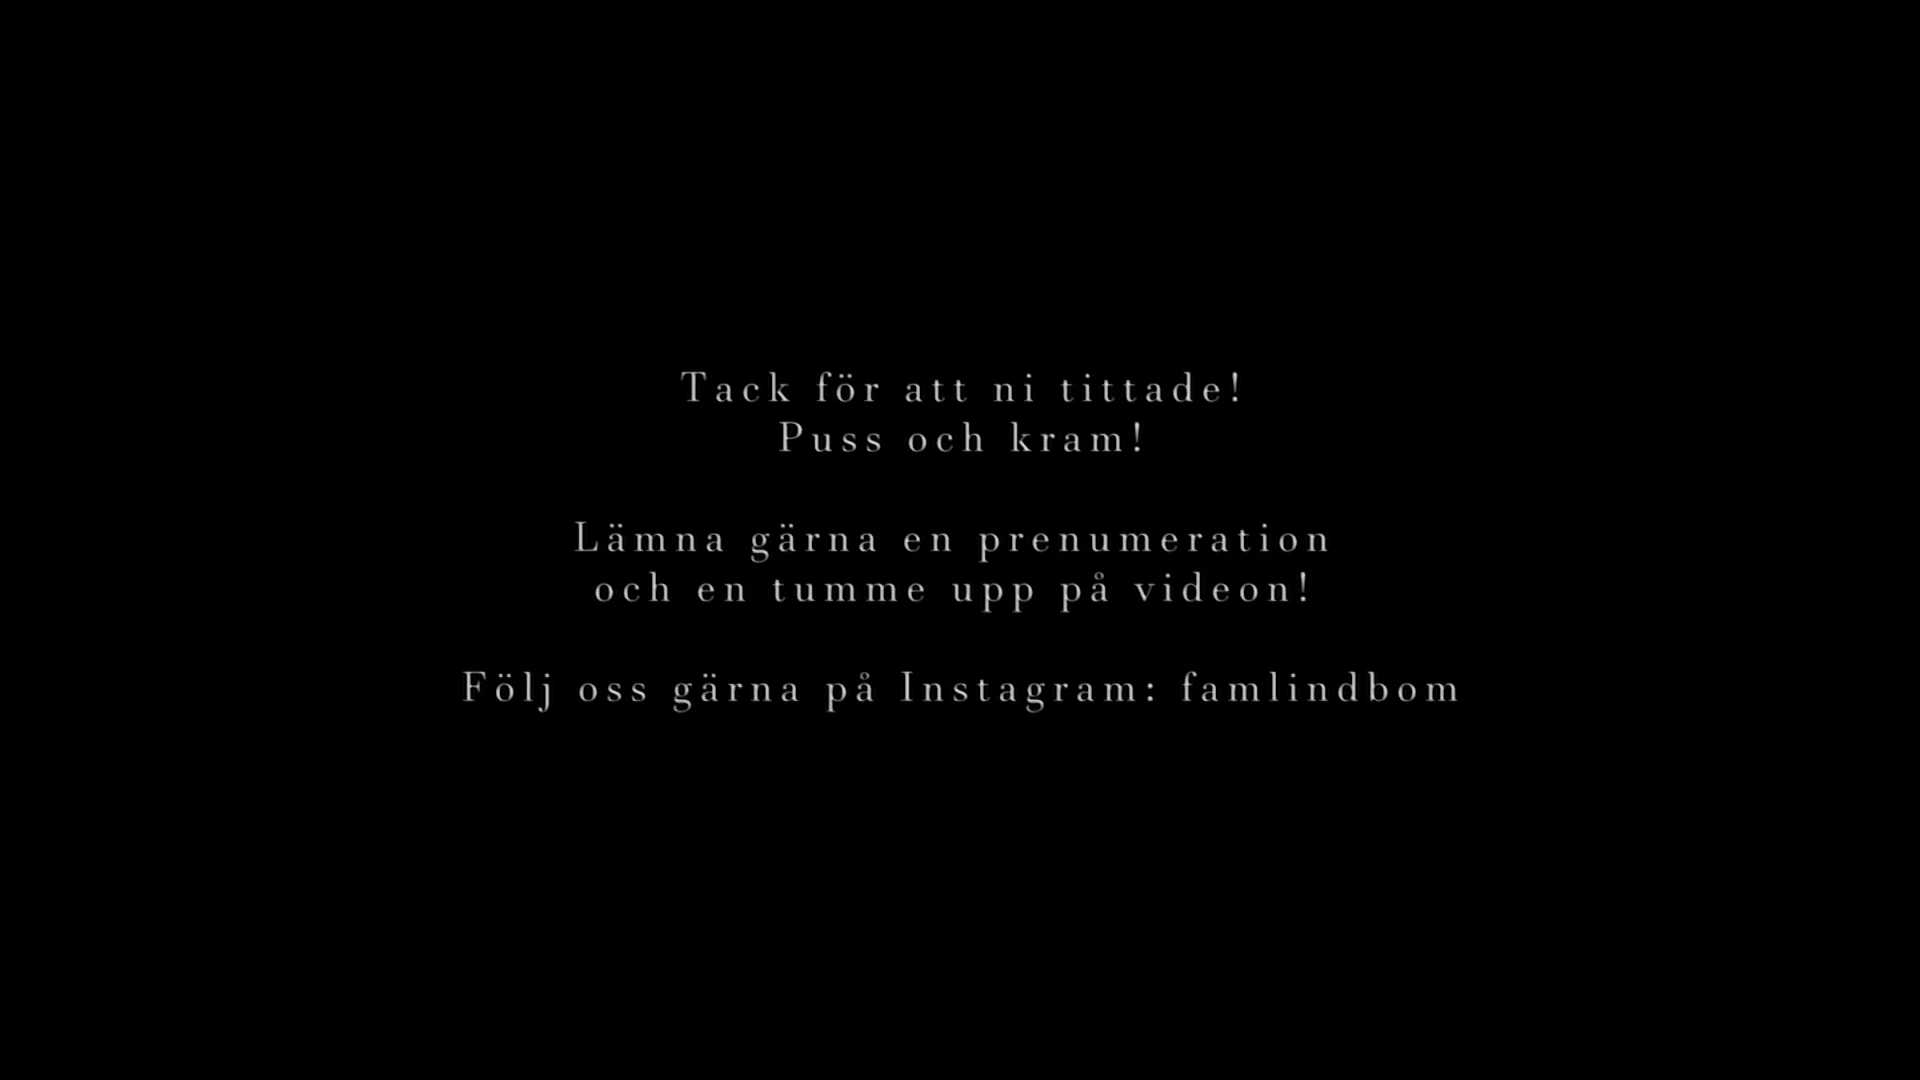 Tack för att ni tittade!
Puss och kram!
Lämna gärna en prenumeration
och en tumme upp på videon!
Följ oss gärna på Instagram: famlindbom